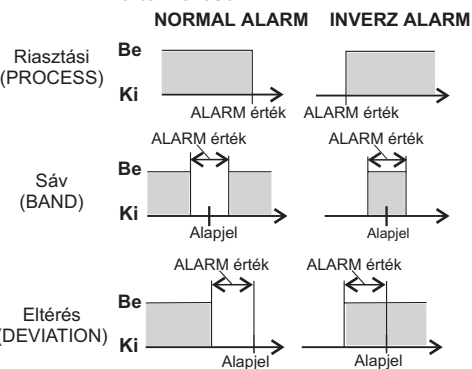 NORMAL ALARM INVERZ ALARM
Riasztási
(PROCESS)
Be
Ki
ALARM érték ALARM érték
ALARM érték ALARM érték
Sáv
(BAND)
Be
Ki
Alapjel Alapjel
ALARM érték ALARM érték
Eltérés
(DEVIATION)
Be
Ki
Alapjel Alapjel